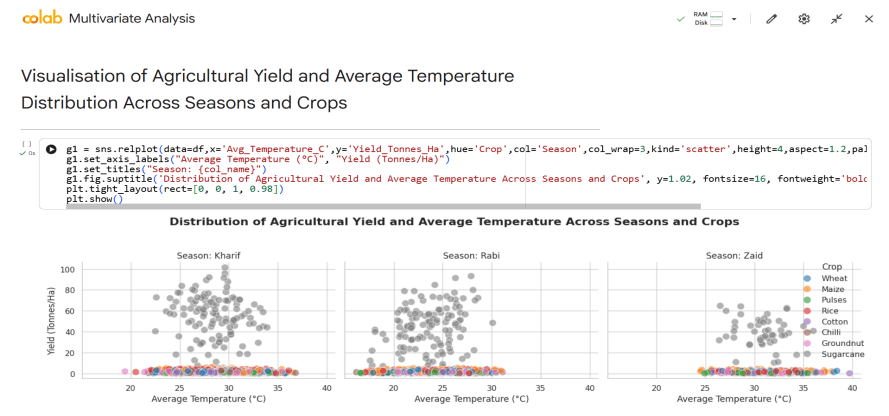 colab Multivariate Analysis
RAM
Disk
Visualisation of Agricultural Yield and Average Temperature
Distribution Across Seasons and Crops
[ ]
0s
g1 = sns.relplot(data=df,x='Avg_Temperature_C',y='Yield_Tonnes_Ha',hue='Crop',col='Season',col_wrap=3,kind='scatter',height=4,aspect=1.2,pal
g1.set_axis_labels("Average Temperature (°C)", "Yield (Tonnes/Ha)")
g1.set_titles("Season: {col_name}")
g1.fig.suptitle('Distribution of Agricultural Yield and Average Temperature Across Seasons and Crops', y=1.02, fontsize=16, fontweight='bold
plt.tight_layout(rect=[0, 0, 1, 0.98])
plt.show()
Distribution of Agricultural Yield and Average Temperature Across Seasons and Crops
Season: Kharif
Season: Rabi
Season: Zaid
Yield (Tonnes/Ha)
100
80
60
40
20
0
Crop
Wheat
Maize
Pulses
Rice
Cotton
Chilli
Groundnut
Sugarcane
20 25 30 35 40
20 25 30 35 40
20 25 30 35 40
Average Temperature (°C)
Average Temperature (°C)
Average Temperature (°C)